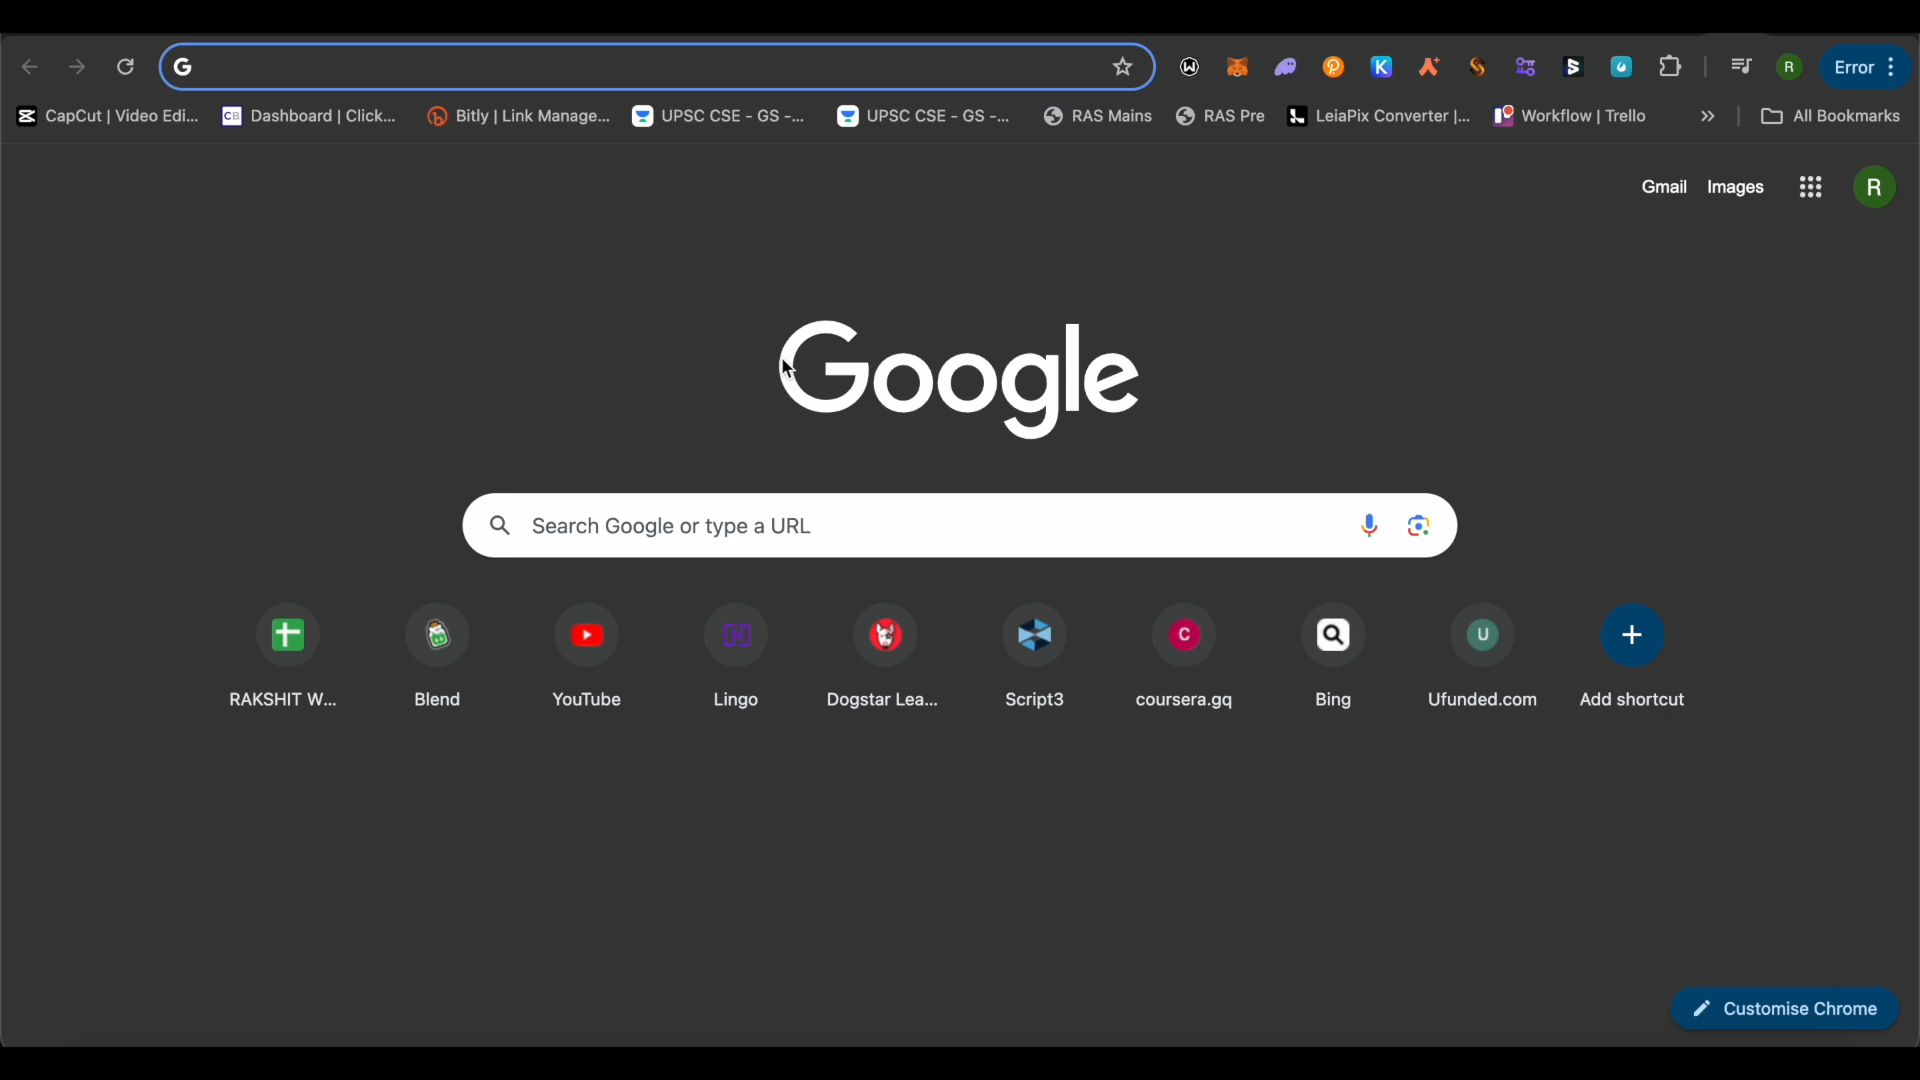 Error
CapCut | Video Edi...
CB Dashboard | Click...
Bitly | Link Manage...
UPSC CSE - GS -...
UPSC CSE - GS -...
RAS Mains
RAS Pre
LeiaPix Converter |...
Workflow | Trello
»
All Bookmarks
Gmail
Images
R
Google
Search Google or type a URL
RAKSHIT W...
Blend
YouTube
Lingo
Dogstar Lea...
Script3
C
coursera.gq
Bing
U
Ufunded.com
Add shortcut
Customise Chrome